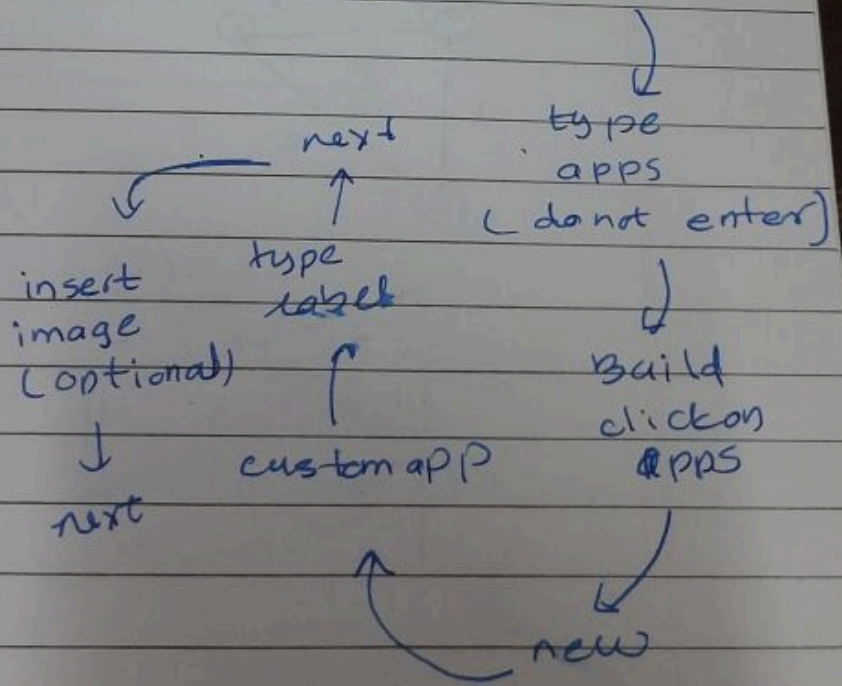 type
apps
(do not enter)
Build
click on
apps
new
custom app
type
label
next
insert
image
(optional)
next